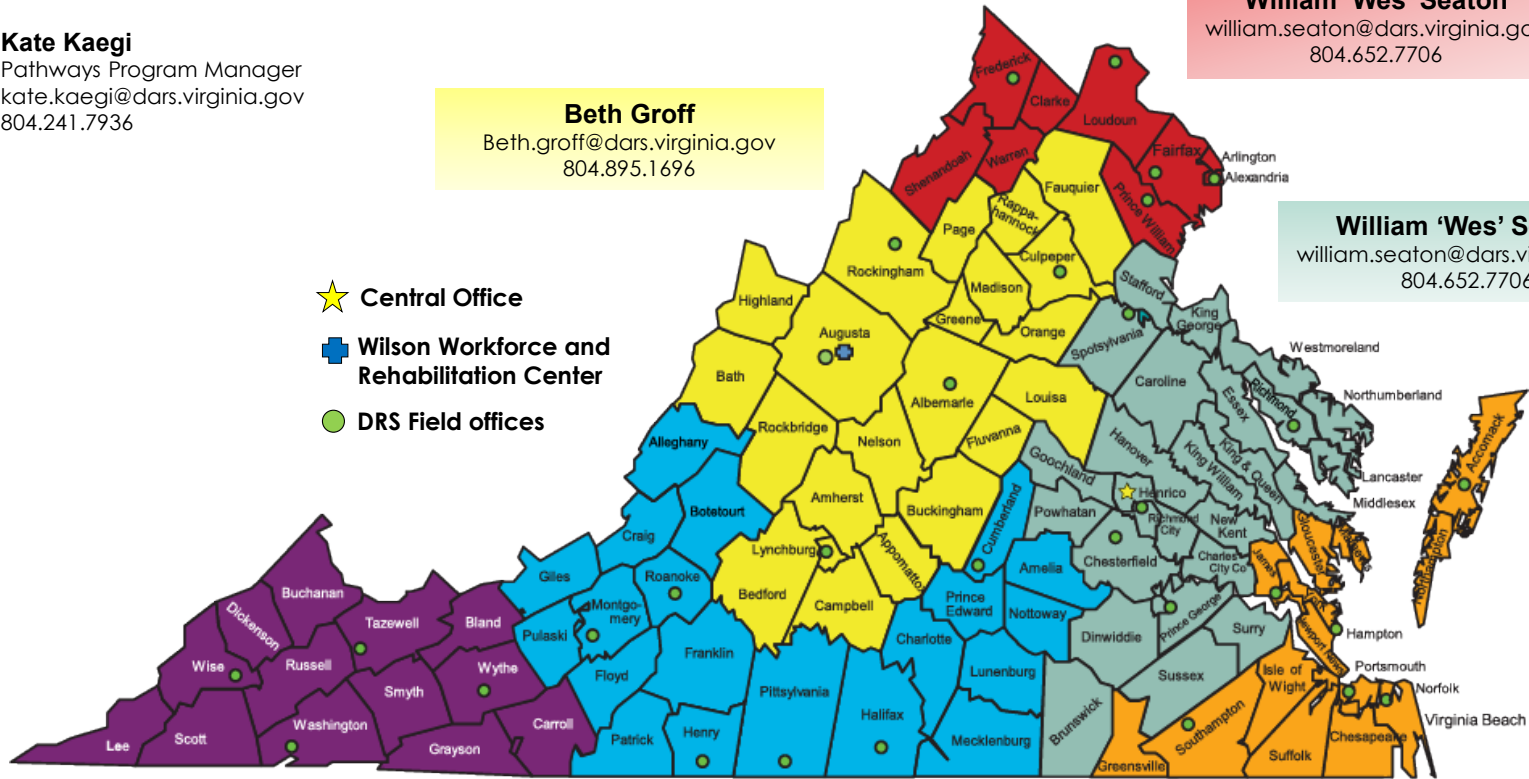 William 'Wes' Seaton
william.seaton@dars.virginia.go
804.652.7706
Kate Kaegi
Pathways Program Manager
kate.kaegi@dars.virginia.gov
804.241.7936
Beth Groff
Beth.groff@dars.virginia.gov
804.895.1696
William ‘Wes’ S
william.seaton@dars.vi
804.652.7706
Central Office
Wilson Workforce and
Rehabilitation Center
DRS Field offices
Frederick
Clarke
Loudoun
Shenandoah
Warren
Fairfax
Arlington
Alexandria
Prince William
Fauquier
Rappa-
hannock
Page
Culpeper
Rockingham
Madison
Stafford
Highland
Greene
Orange
King
George
Augusta
Spotsylvania
Westmoreland
Bath
Albemarle
Louisa
Caroline
Essex
Richmond
Northumberland
Alleghany
Rockbridge
Nelson
Fluvanna
Hanover
King William
King & Queen
Goochland
Lancaster
Middlesex
Accomack
Botetourt
Amherst
Buckingham
Cumberland
Powhatan
Henrico
Richmond
City
New
Kent
Craig
Lynchburg
Appomattox
Chesterfield
Charles
City Co
Gloucester
James
Northampton
Giles
Roanoke
Bedford
Campbell
Prince
Edward
Amelia
Nottoway
Prince George
York
Buchanan
Dickenson
Tazewell
Bland
Pulaski
Montgo-
mery
Charlotte
Dinwiddie
Surry
Newport News
Hampton
Wise
Russell
Wythe
Floyd
Franklin
Lunenburg
Sussex
Isle of
Wight
Portsmouth
Norfolk
Smyth
Pittsylvania
Halifax
Brunswick
Southampton
Virginia Beach
Lee
Scott
Washington
Grayson
Carroll
Patrick
Henry
Mecklenburg
Greensville
Suffolk
Chesapeake